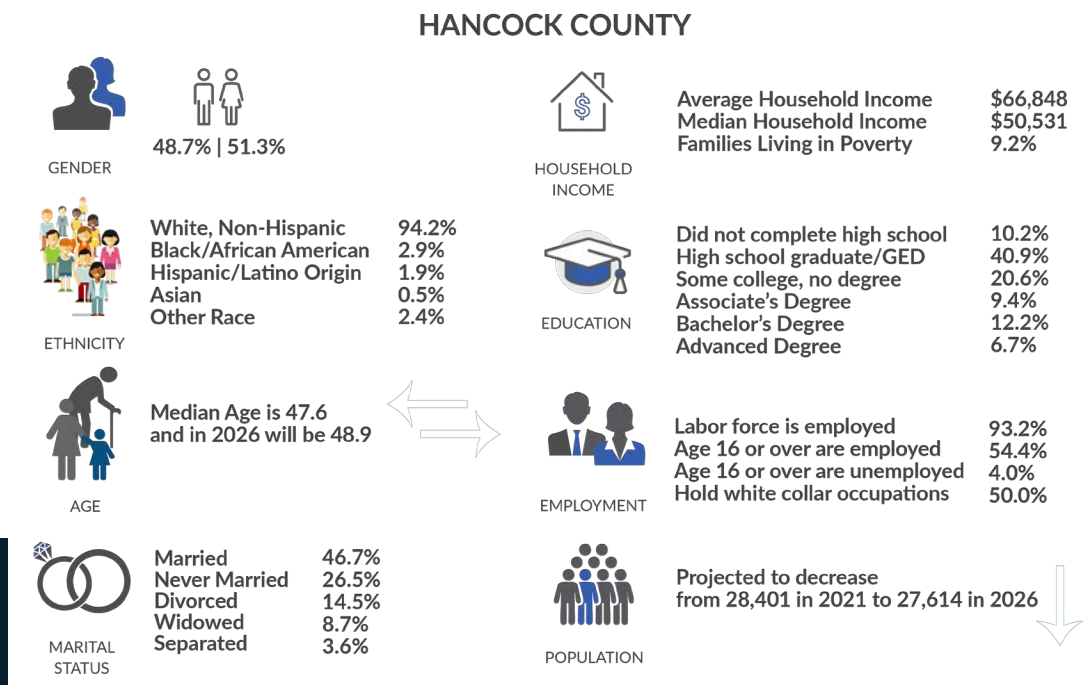 HANCOCK COUNTY
48.7% | 51.3%
GENDER
$
Average Household Income $66,848
Median Household Income $50,531
Families Living in Poverty 9.2%
HOUSEHOLD
INCOME
White, Non-Hispanic 94.2%
Black/African American 2.9%
Hispanic/Latino Origin 1.9%
Asian 0.5%
Other Race 2.4%
ETHNICITY
Did not complete high school 10.2%
High school graduate/GED 40.9%
Some college, no degree 20.6%
Associate's Degree 9.4%
Bachelor's Degree 12.2%
Advanced Degree 6.7%
EDUCATION
Median Age is 47.6
and in 2026 will be 48.9
AGE
Labor force is employed 93.2%
Age 16 or over are employed 54.4%
Age 16 or over are unemployed 4.0%
Hold white collar occupations 50.0%
EMPLOYMENT
Married 46.7%
Never Married 26.5%
Divorced 14.5%
Widowed 8.7%
Separated 3.6%
MARITAL
STATUS
Projected to decrease
from 28,401 in 2021 to 27,614 in 2026
POPULATION